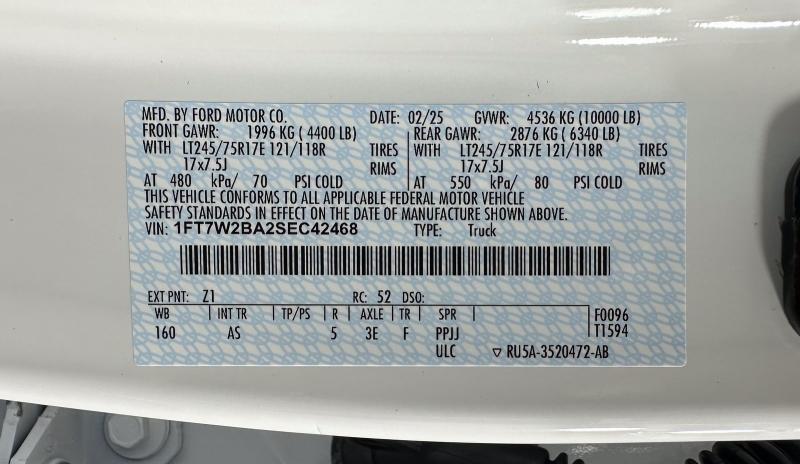 MFD. BY FORD MOTOR CO. DATE: 02/25 GVWR: 4536 KG (10000 LB)
FRONT GAWR: 1996 KG ( 4400 LB) REAR GAWR: 2876 KG ( 6340 LB)
WITH LT245/75R17E 121/118R TIRES WITH LT245/75R17E 121/118R TIRES
17x7.5J RIMS 17x7.5J RIMS
AT 480 kPa/ 70 PSI COLD AT 550 kPa/ 80 PSI COLD
THIS VEHICLE CONFORMS TO ALL APPLICABLE FEDERAL MOTOR VEHICLE
SAFETY STANDARDS IN EFFECT ON THE DATE OF MANUFACTURE SHOWN ABOVE.
VIN: 1FT7W2BA2SEC42468 TYPE: Truck
EXT PNT: Z1 RC: 52 DSO:
WB INT TR TP/PS R AXLE TR SPR F0096
160 AS 5 3E F PPJJ T1594
ULC ▽ RU5A-3520472-AB